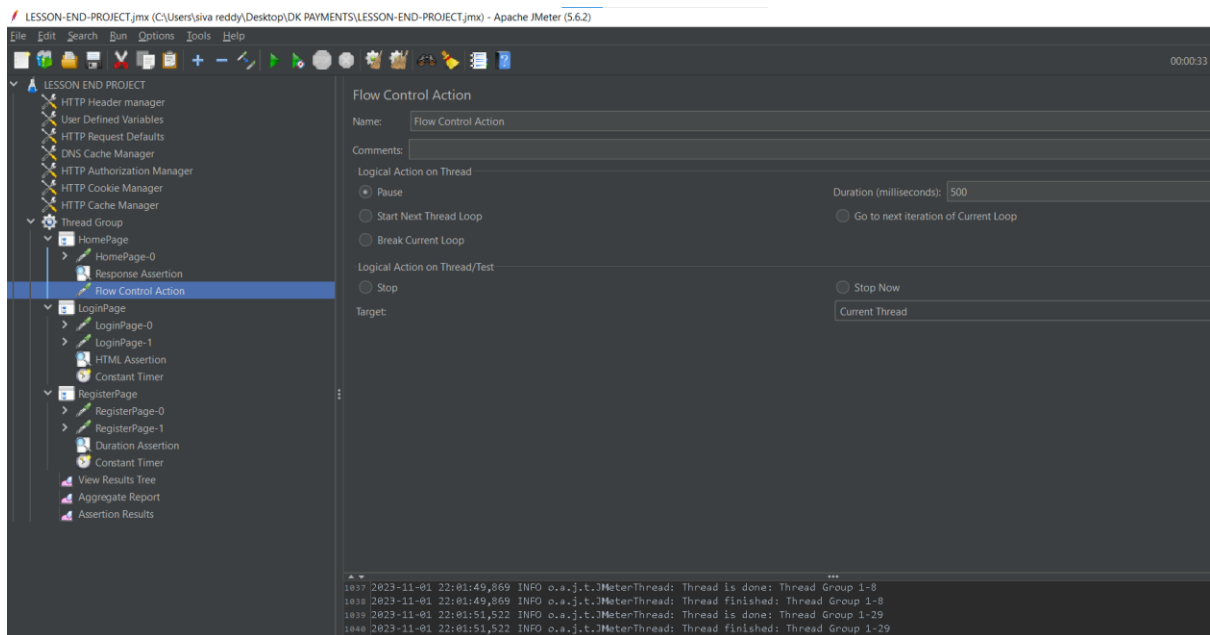 LESSON-END-PROJECT.jmx (C:\Users\siva reddy\Desktop\DK PAYMENTS\LESSON-END-PROJECT.jmx) - Apache JMeter (5.6.2)
File Edit Search Run Options Tools Help
00:00:33
LESSON END PROJECT
HTTP Header manager
User Defined Variables
HTTP Request Defaults
DNS Cache Manager
HTTP Authorization Manager
HTTP Cookie Manager
HTTP Cache Manager
Thread Group
HomePage
HomePage-0
Response Assertion
Flow Control Action
LoginPage
LoginPage-0
LoginPage-1
HTML Assertion
Constant Timer
RegisterPage
RegisterPage-0
RegisterPage-1
Duration Assertion
Constant Timer
View Results Tree
Aggregate Report
Assertion Results
Flow Control Action
Name: Flow Control Action
Comments:
Logical Action on Thread
Pause Duration (milliseconds): 500
Start Next Thread Loop Go to next iteration of Current Loop
Break Current Loop
Logical Action on Thread/Test
Stop Stop Now
Target: Current Thread
1037 2023-11-01 22:01:49,869 INFO o.a.j.t.JMeterThread: Thread is done: Thread Group 1-8
1038 2023-11-01 22:01:49,869 INFO o.a.j.t.JMeterThread: Thread finished: Thread Group 1-8
1039 2023-11-01 22:01:51,522 INFO o.a.j.t.JMeterThread: Thread is done: Thread Group 1-29
1040 2023-11-01 22:01:51,522 INFO o.a.j.t.JMeterThread: Thread finished: Thread Group 1-29